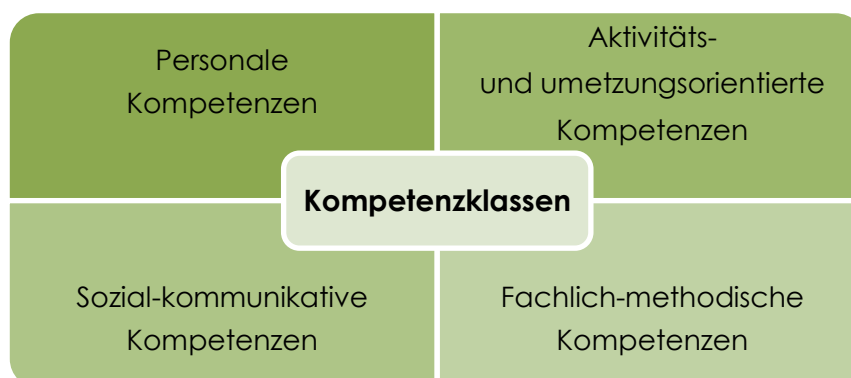 Personale
Kompetenzen
Aktivitäts-
und umetzungsorientierte
Kompetenzen
Kompetenzklassen
Sozial-kommunikative
Kompetenzen
Fachlich-methodische
Kompetenzen